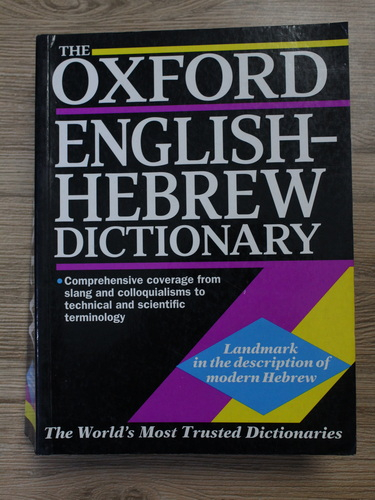 THE
OXFORD
ENGLISH–
HEBREW
DICTIONARY
• Comprehensive coverage from
slang and colloquialisms to
technical and scientific
terminology
Landmark
in the description of
modern Hebrew
The World's Most Trusted Dictionaries